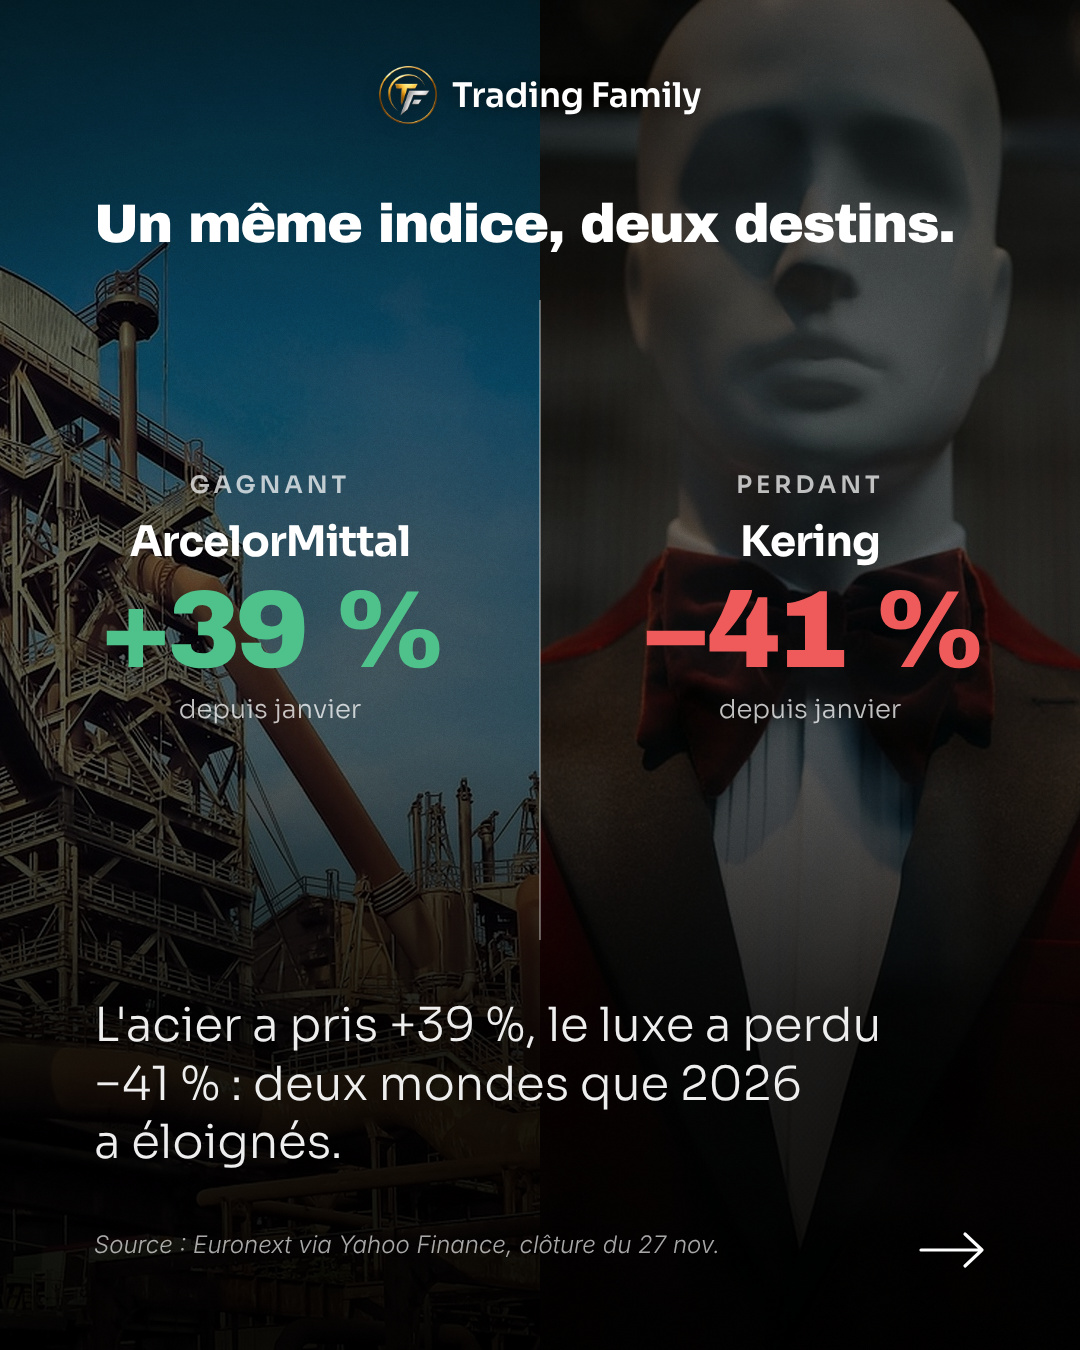 TF Trading Family
Un même indice, deux destins.
GAGNANT
ArcelorMittal
+39 %
depuis janvier
PERDANT
Kering
−41 %
depuis janvier
L'acier a pris +39 %, le luxe a perdu
−41 % : deux mondes que 2026
a éloignés.
Source : Euronext via Yahoo Finance, clôture du 27 nov.